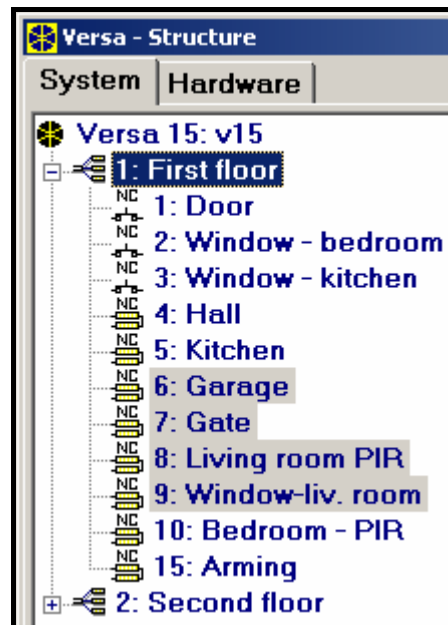 Versa - Structure
System Hardware
Versa 15: v15
1: First floor
NC 1: Door
NC 2: Window - bedroom
NC 3: Window - kitchen
NC 4: Hall
NC 5: Kitchen
NC 6: Garage
NC 7: Gate
NC 8: Living room PIR
NC 9: Window-liv. room
NC 10: Bedroom - PIR
NC 15: Arming
2: Second floor